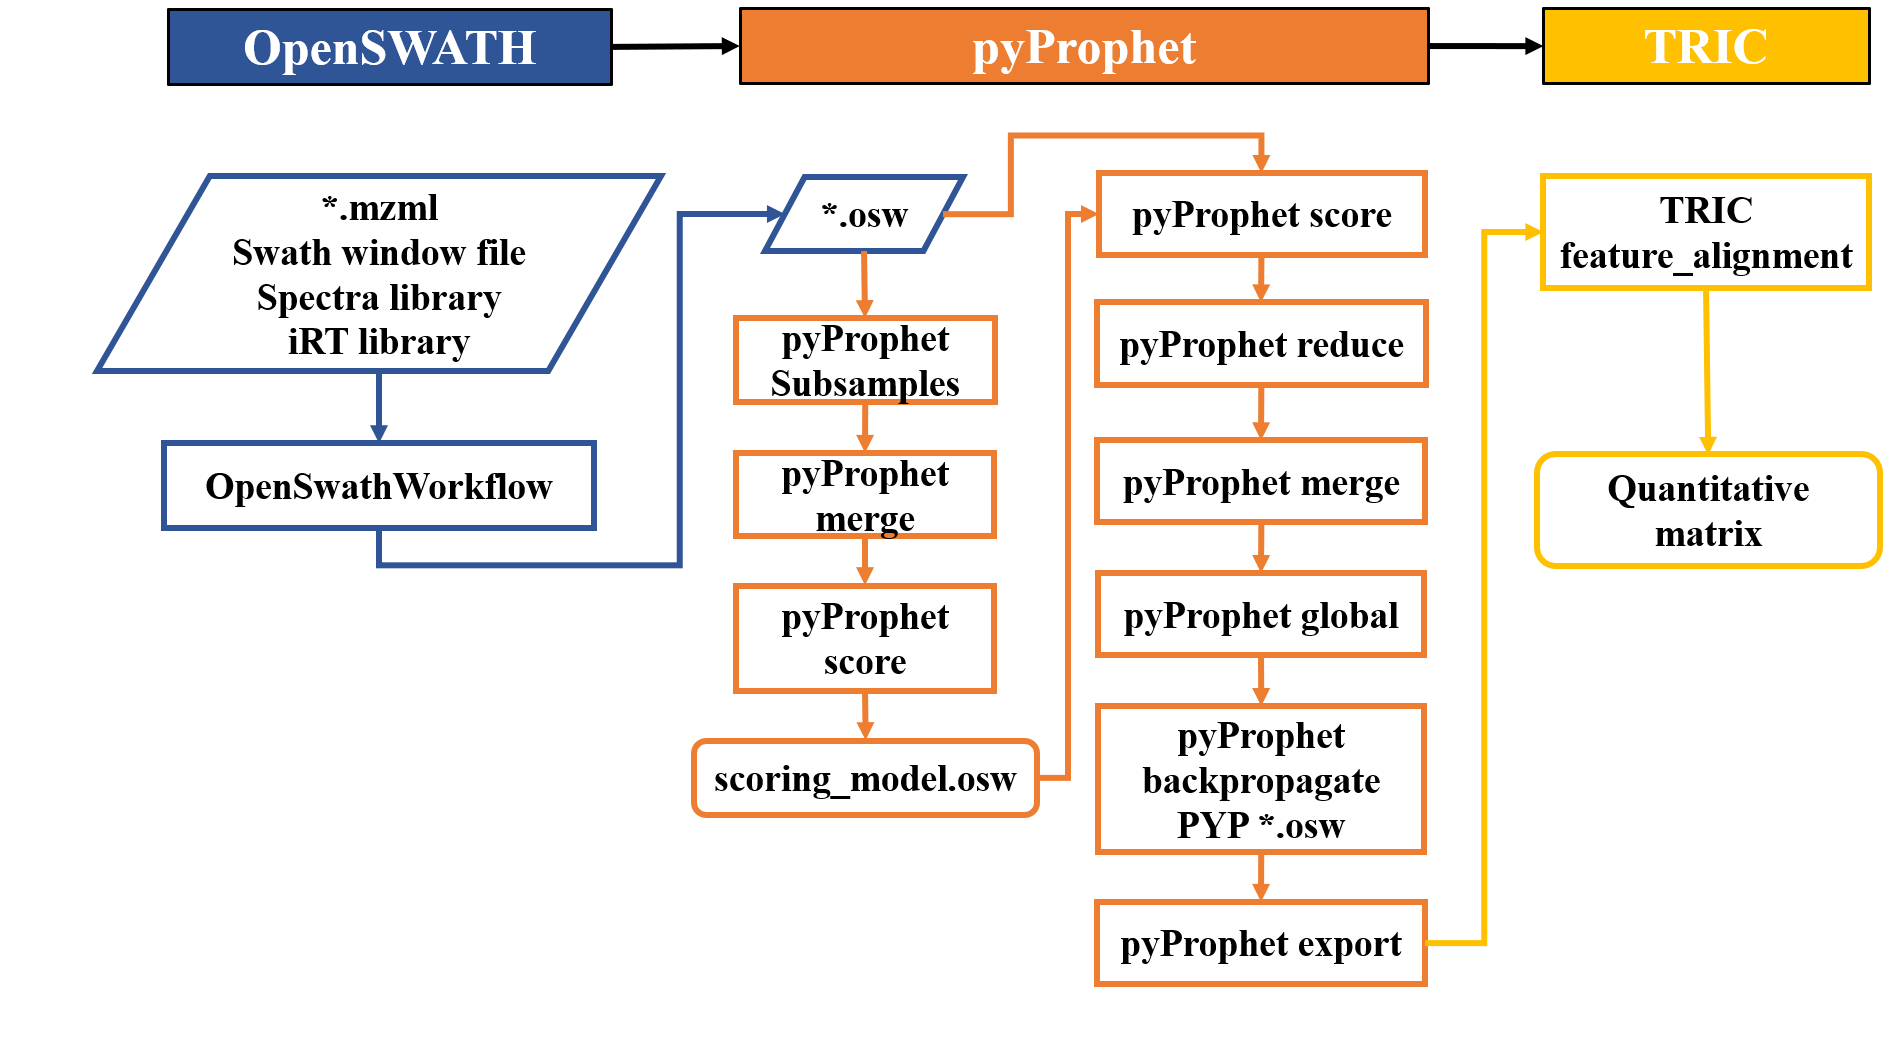 OpenSWATH
pyProphet
TRIC
*.mzml
Swath window file
Spectra library
iRT library
OpenSwathWorkflow
*.osw
pyProphet
Subsamples
pyProphet
merge
pyProphet
score
scoring_model.osw
pyProphet score
pyProphet reduce
pyProphet merge
pyProphet global
pyProphet
backpropagate
PYP *.osw
pyProphet export
TRIC
feature_alignment
Quantitative
matrix